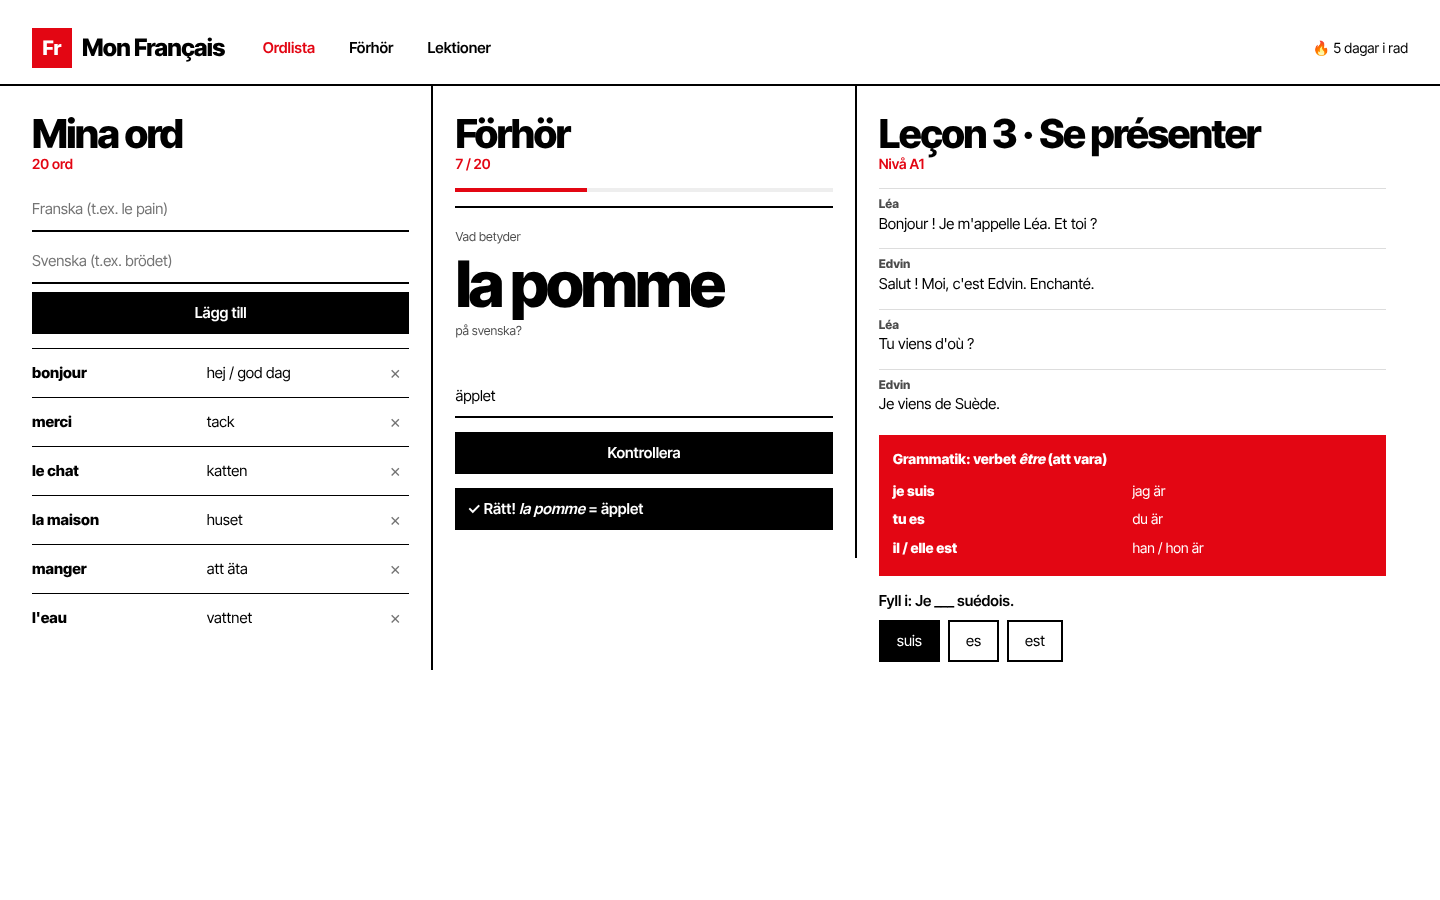 Fr
Mon Français
Ordlista
Förhör
Lektioner
🔥 5 dagar i rad
Mina ord
20 ord
Franska (t.ex. le pain)
Svenska (t.ex. brödet)
Lägg till
bonjour hej / god dag ×
merci tack ×
le chat katten ×
la maison huset ×
manger att äta ×
l'eau vattnet ×
Förhör
7 / 20
Vad betyder
la pomme
på svenska?
äpplet
Kontrollera
✓ Rätt! la pomme = äpplet
Leçon 3 · Se présenter
Nivå A1
Léa
Bonjour ! Je m'appelle Léa. Et toi ?
Edvin
Salut ! Moi, c'est Edvin. Enchanté.
Léa
Tu viens d'où ?
Edvin
Je viens de Suède.
Grammatik: verbet être (att vara)
je suis jag är
tu es du är
il / elle est han / hon är
Fyll i: Je ___ suédois.
suis es est